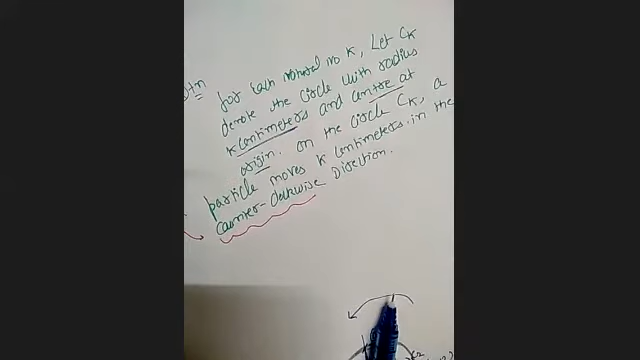 for each natural no K, Let CK
denote the circle with radius
K centimeters and centre at
origin. on the circle CK, a
particle moves K centimeters in the
counter-clockwise Direction.